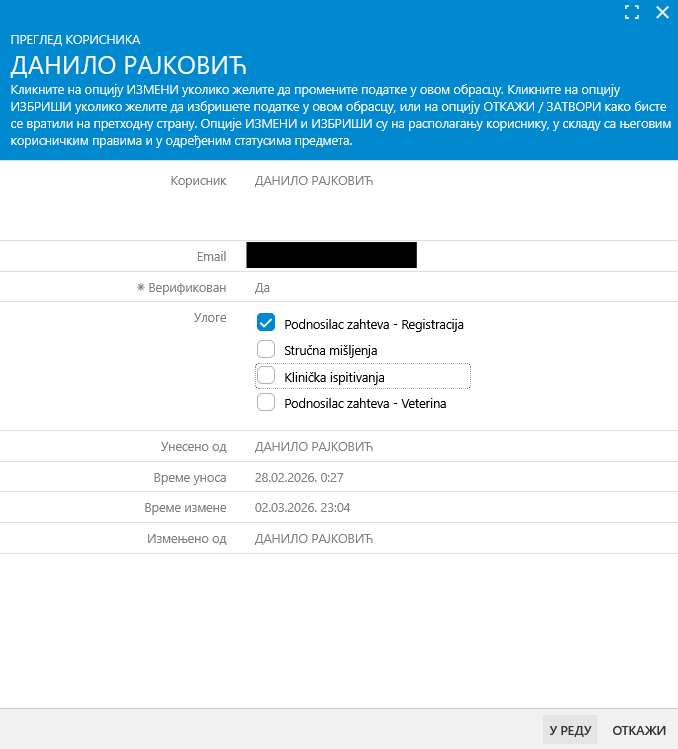 ПРЕГЛЕД КОРИСНИКА
ДАНИЛО РАЈКОВИЋ
Кликните на опцију ИЗМЕНИ уколико желите да промените податке у овом обрасцу. Кликните на опцију
ИЗБРИШИ уколико желите да избришете податке у овом обрасцу, или на опцију ОТКАЖИ / ЗАТВОРИ како бисте
се вратили на претходну страну. Опције ИЗМЕНИ и ИЗБРИШИ су на располагању кориснику, у складу са његовим
корисничким правима и у одређеним статусима предмета.
Корисник ДАНИЛО РАЈКОВИЋ
Email
* Верификован Да
Улоге
Podnosilac zahteva - Registracija
Stručna mišljenja
Klinička ispitivanja
Podnosilac zahteva - Veterina
Унесено од ДАНИЛО РАЈКОВИЋ
Време уноса 28.02.2026. 0:27
Време измене 02.03.2026. 23:04
Измењено од ДАНИЛО РАЈКОВИЋ
У РЕДУ ОТКАЖИ